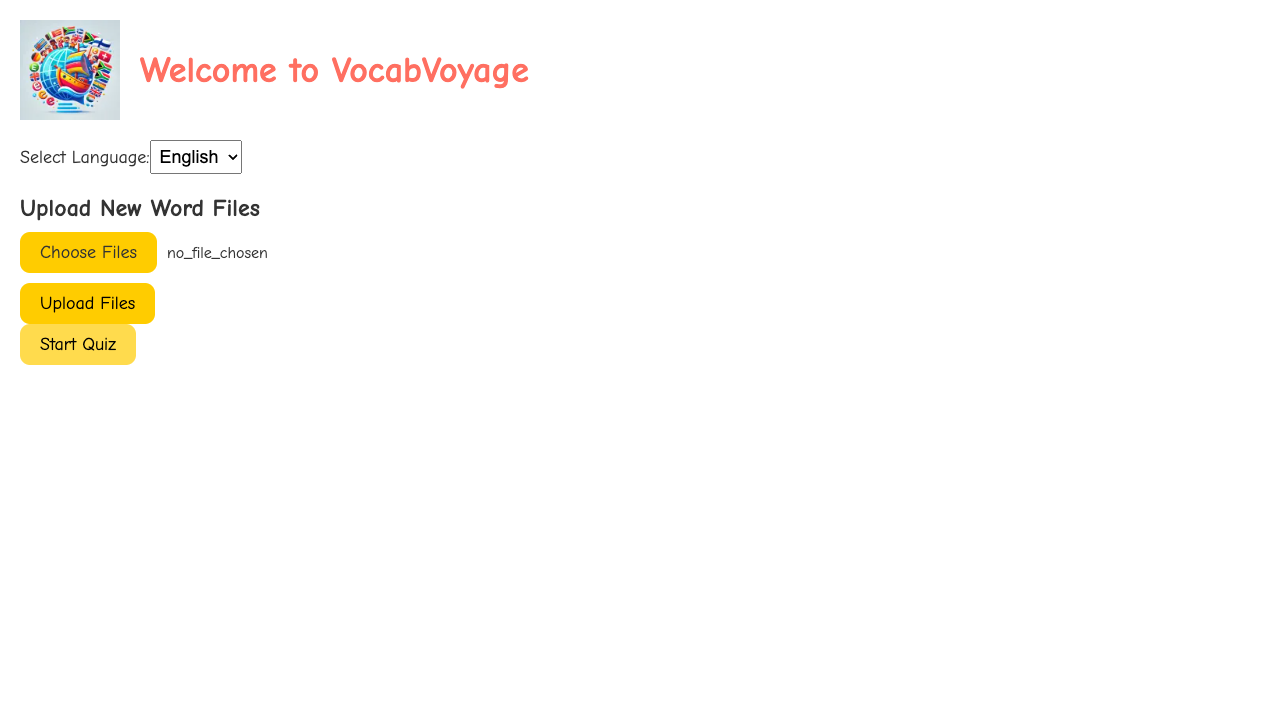 Welcome to VocabVoyage
Select Language: English
Upload New Word Files
Choose Files no_file_chosen
Upload Files
Start Quiz